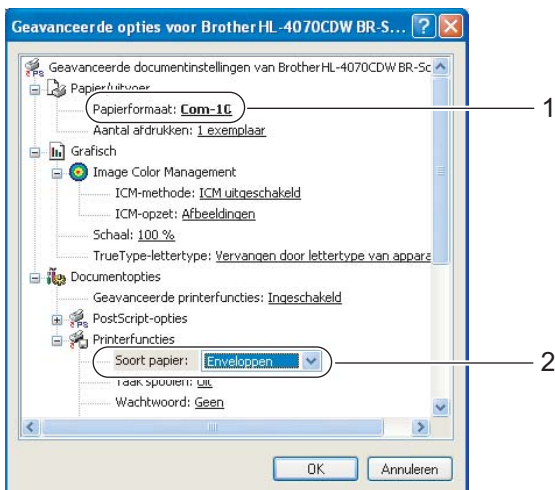 Geavanceerde opties voor Brother HL-4070CDW BR-S...
Geavanceerde documentinstellingen van Brother HL-4070CDW BR-Sc
Papier/uitvoer
Papierformaat: Com-10
1
Aantal afdrukken: 1 exemplaar
Grafisch
Image Color Management
ICM-methode: ICM uitgeschakeld
ICM-opzet: Afbeeldingen
Schaal: 100 %
TrueType-lettertype: Vervangen door lettertype van appara
Documentopties
Geavanceerde printerfuncties: Ingeschakeld
PostScript-opties
Printerfuncties
Soort papier: Enveloppen
2
Taak spoolen: Uit
Wachtwoord: Geen
OK
Annuleren